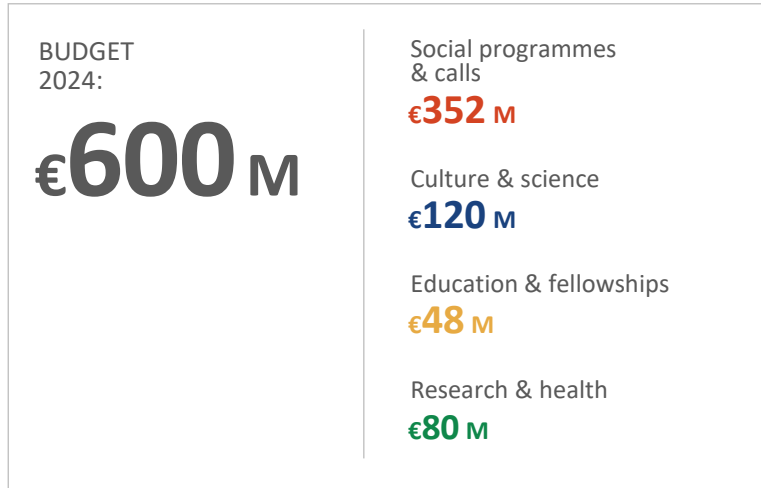 BUDGET
2024:
€600 M
Social programmes
& calls
€352 M
Culture & science
€120 M
Education & fellowships
€48 M
Research & health
€80 M